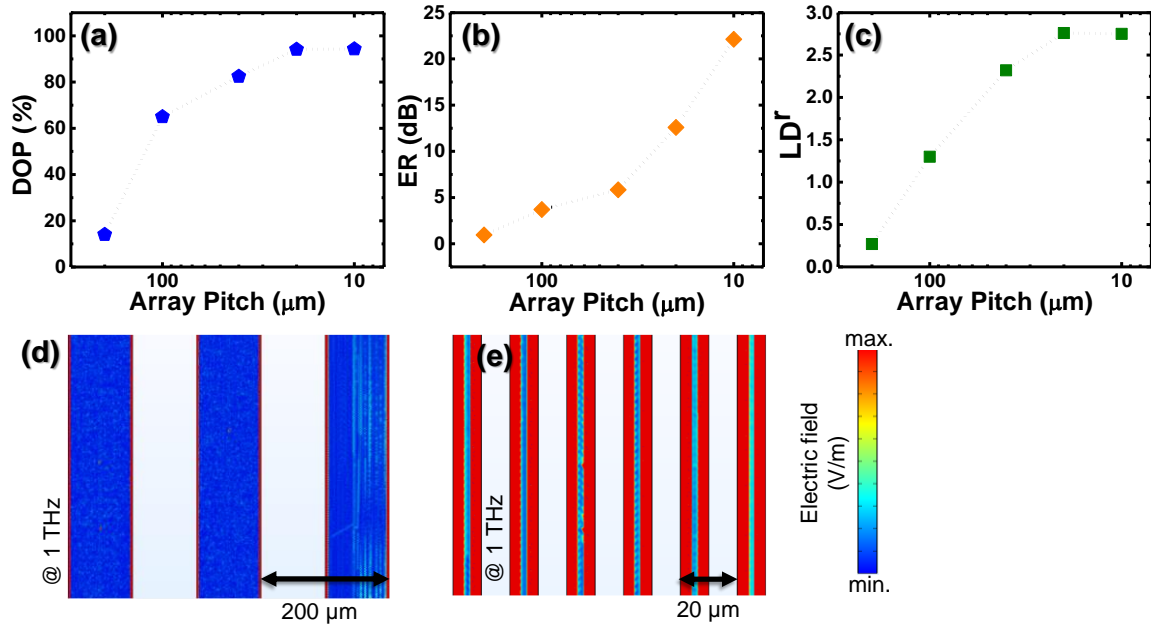 (a)
DOP (%)
100
80
60
40
20
0
100
10
Array Pitch (μm)
(b)
ER (dB)
25
20
15
10
5
0
100
10
Array Pitch (μm)
(c)
LDʳ
3.0
2.5
2.0
1.5
1.0
0.5
0.0
100
10
Array Pitch (μm)
(d)
@ 1 THz
200 μm
(e)
@ 1 THz
20 μm
max.
Electric field
(V/m)
min.